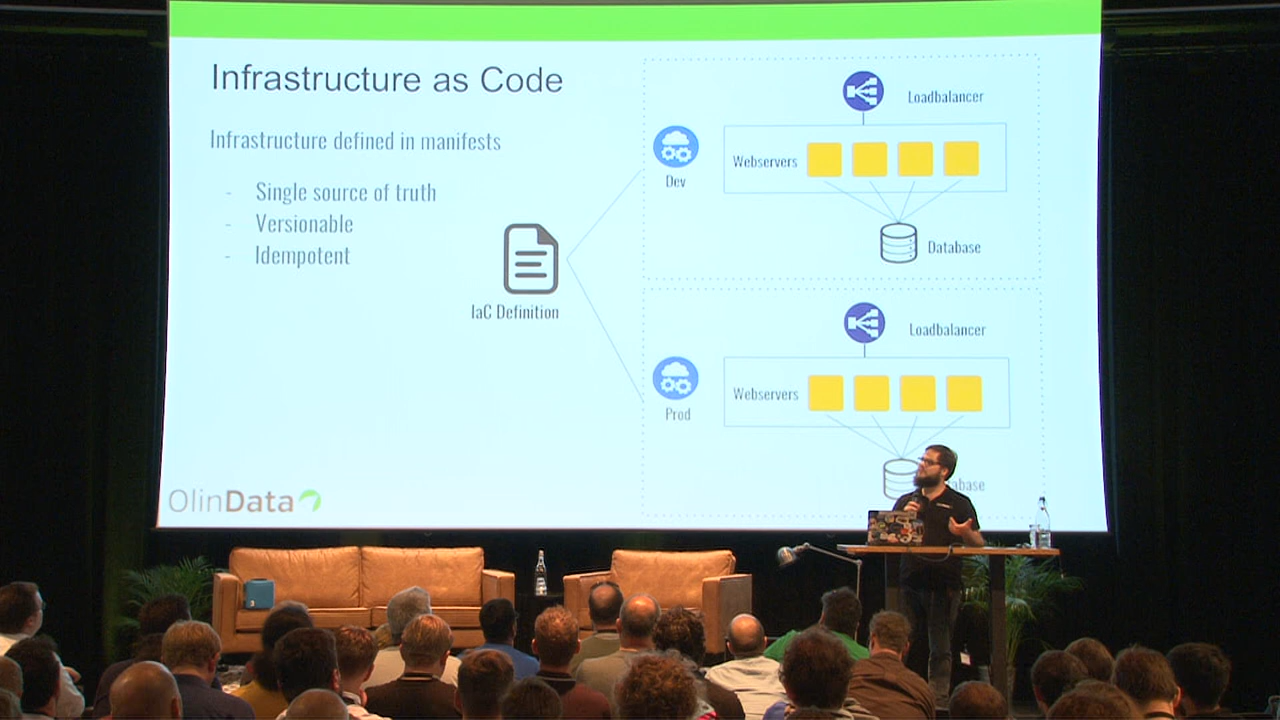 Infrastructure as Code
Infrastructure defined in manifests
- Single source of truth
- Versionable
- Idempotent
IaC Definition
Dev
Loadbalancer
Webservers
Database
Prod
Loadbalancer
Webservers
OlinData